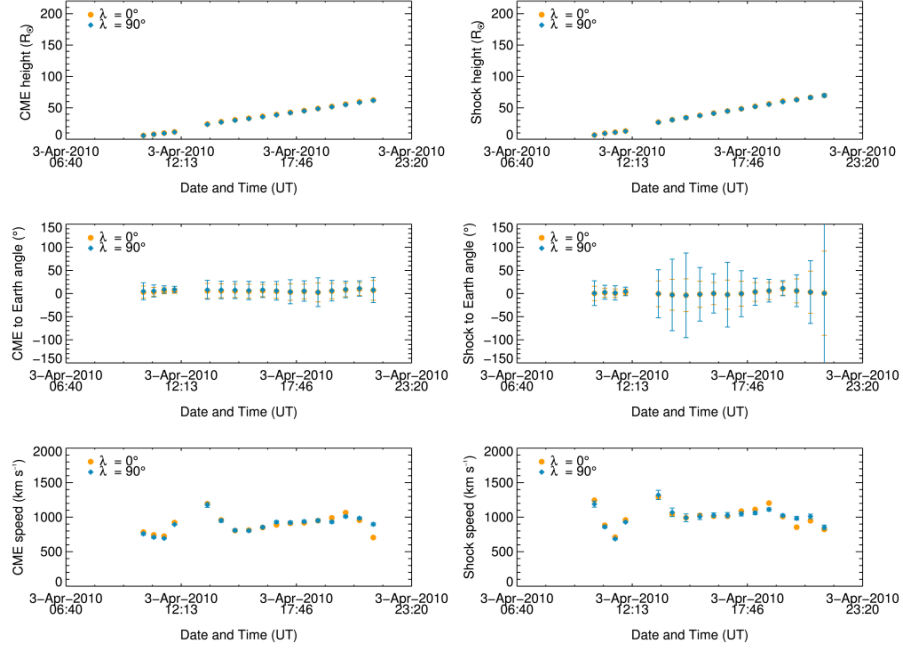 CME height (R⊙)
200
150
100
50
0
λ = 0°
λ = 90°
3-Apr-2010 3-Apr-2010 3-Apr-2010 3-Apr-2010
06:40 12:13 17:46 23:20
Date and Time (UT)
Shock height (R⊙)
200
150
100
50
0
λ = 0°
λ = 90°
3-Apr-2010 3-Apr-2010 3-Apr-2010 3-Apr-2010
06:40 12:13 17:46 23:20
Date and Time (UT)
CME to Earth angle (°)
150
100
50
0
−50
−100
−150
λ = 0°
λ = 90°
3-Apr-2010 3-Apr-2010 3-Apr-2010 3-Apr-2010
06:40 12:13 17:46 23:20
Date and Time (UT)
Shock to Earth angle (°)
150
100
50
0
−50
−100
−150
λ = 0°
λ = 90°
3-Apr-2010 3-Apr-2010 3-Apr-2010 3-Apr-2010
06:40 12:13 17:46 23:20
Date and Time (UT)
CME speed (km s⁻¹)
2000
1500
1000
500
0
λ = 0°
λ = 90°
3-Apr-2010 3-Apr-2010 3-Apr-2010 3-Apr-2010
06:40 12:13 17:46 23:20
Date and Time (UT)
Shock speed (km s⁻¹)
2000
1500
1000
500
0
λ = 0°
λ = 90°
3-Apr-2010 3-Apr-2010 3-Apr-2010 3-Apr-2010
06:40 12:13 17:46 23:20
Date and Time (UT)